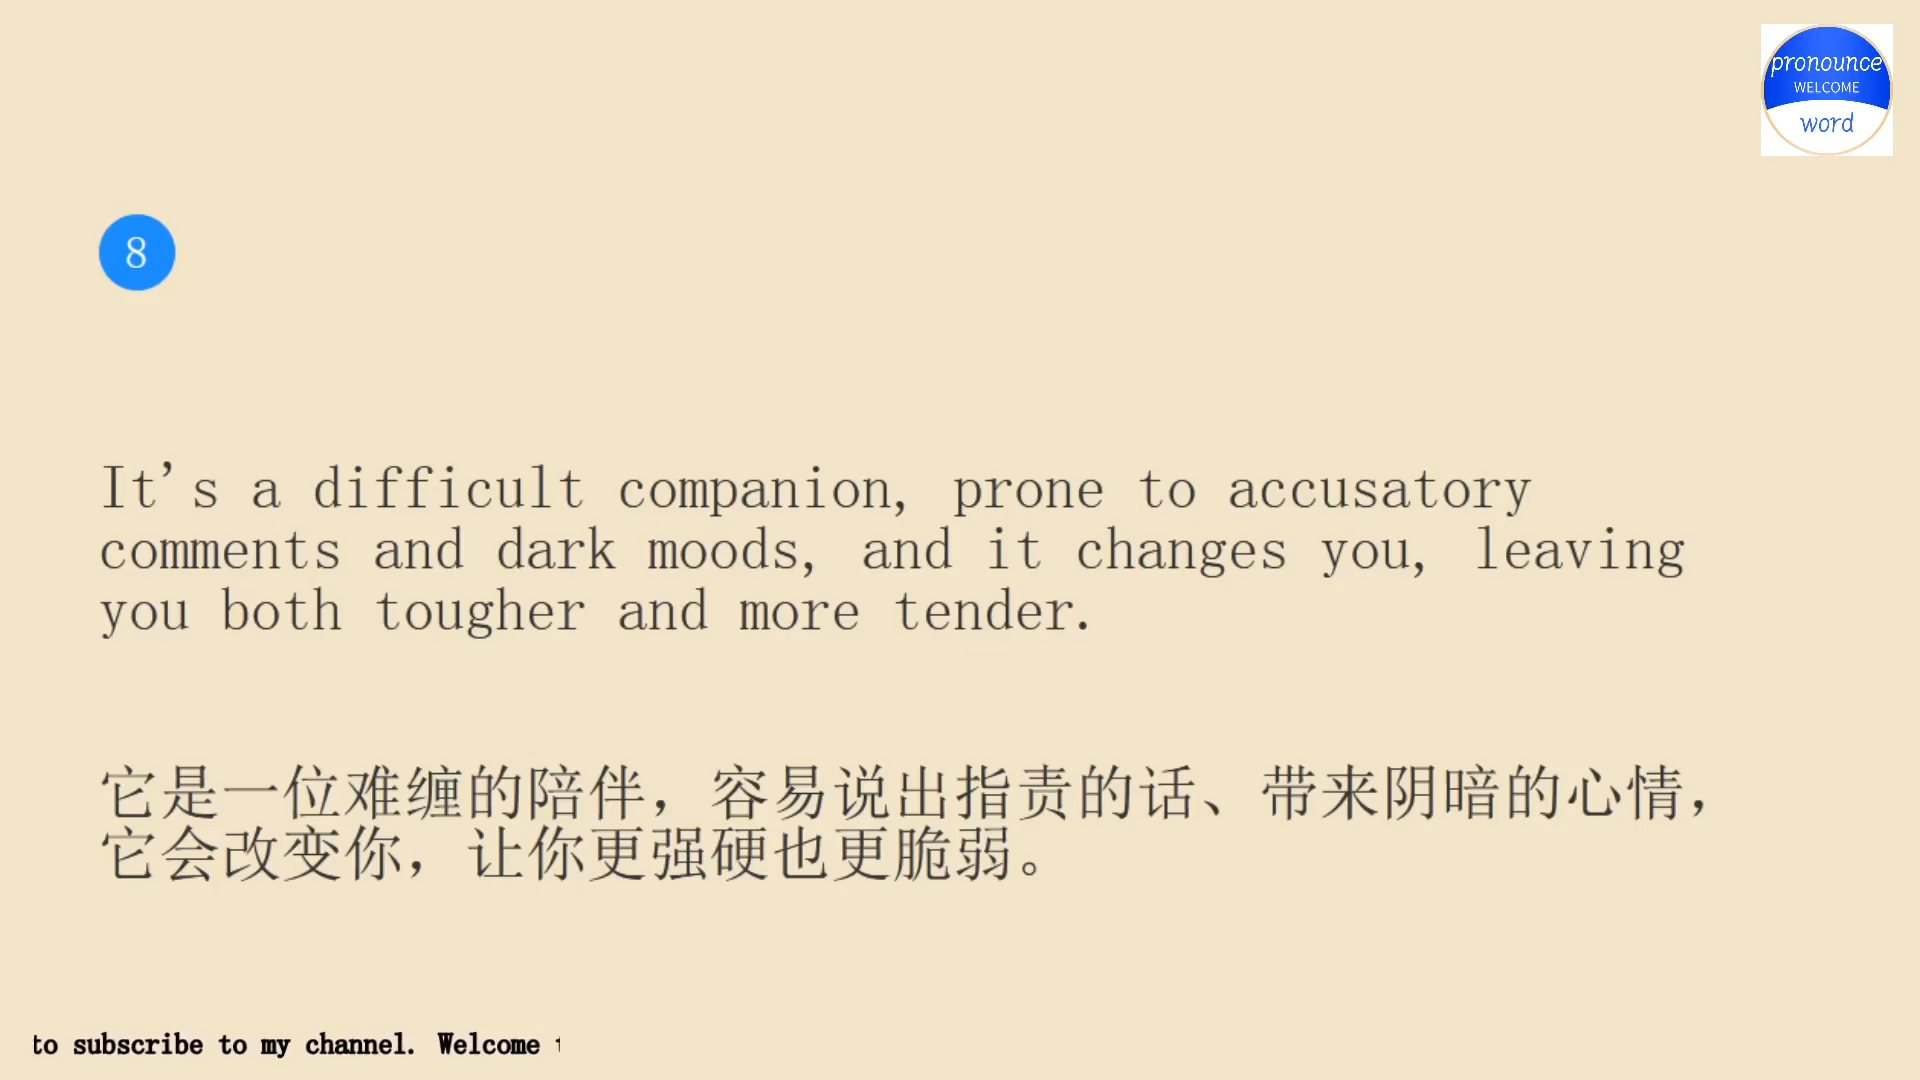 pronounce
WELCOME
word
8
It's a difficult companion, prone to accusatory
comments and dark moods, and it changes you, leaving
you both tougher and more tender.
它是一位难缠的陪伴，容易说出指责的话、带来阴暗的心情，
它会改变你，让你更强硬也更脆弱。
to subscribe to my channel. Welcome